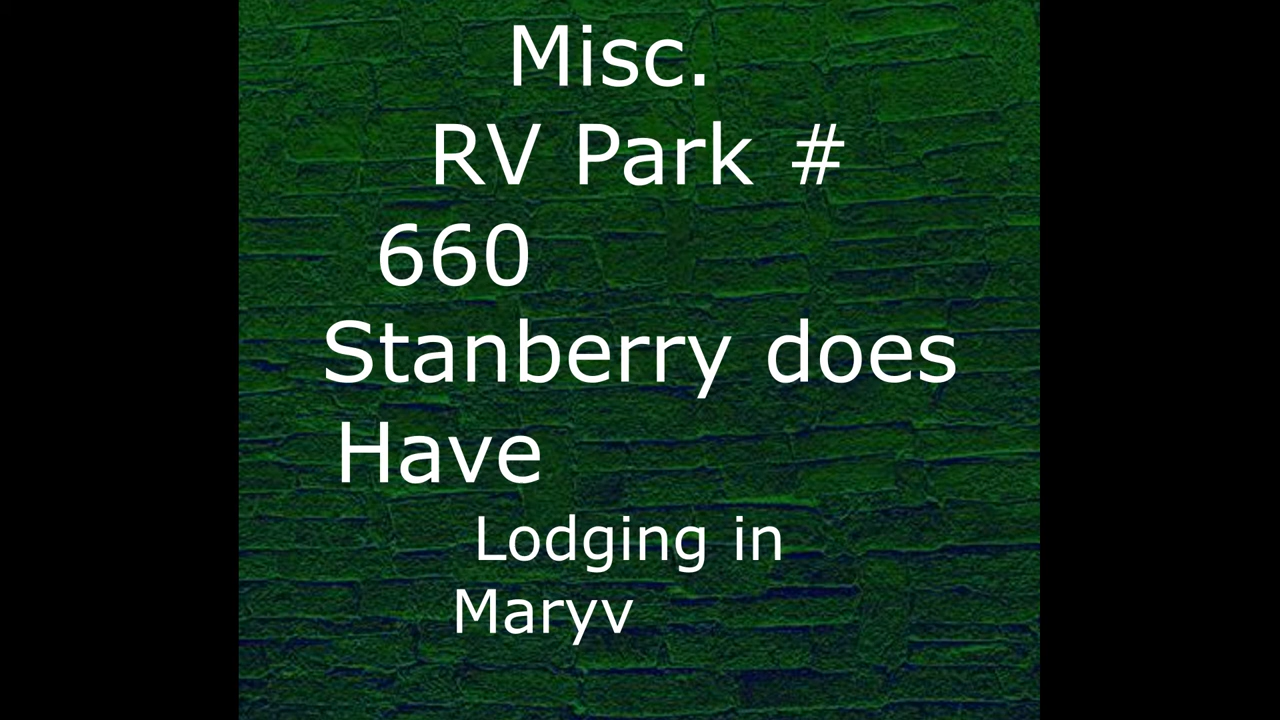 Misc.
RV Park #
660
Stanberry does
Have
Lodging in
Maryv